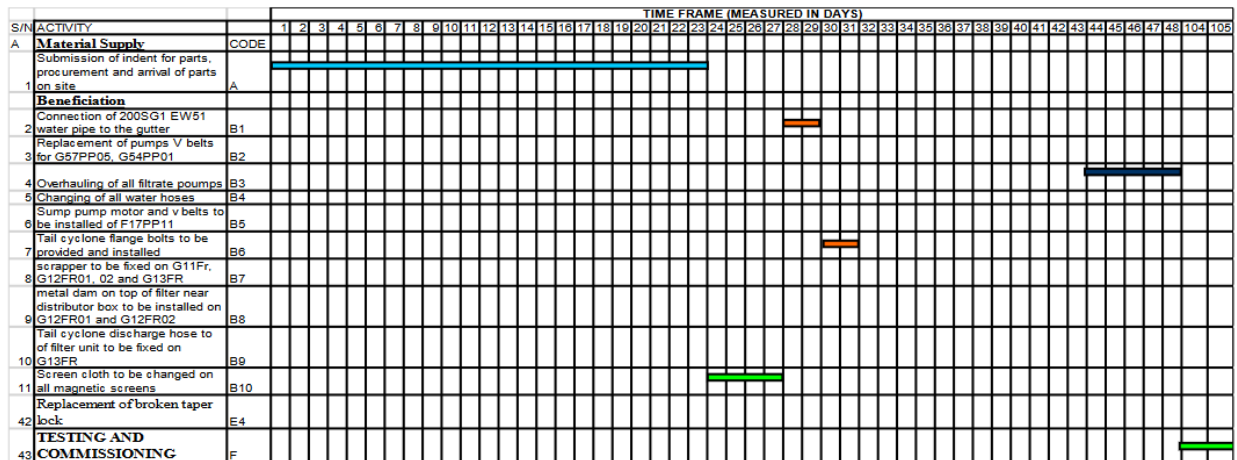 TIME FRAME (MEASURED IN DAYS)
S/N ACTIVITY 1 2 3 4 5 6 7 8 9 10 11 12 13 14 15 16 17 18 19 20 21 22 23 24 25 26 27 28 29 30 31 32 33 34 35 36 37 38 39 40 41 42 43 44 45 46 47 48 104 105
A Material Supply CODE
Submission of indent for parts,
procurement and arrival of parts
1 on site A
Beneficiation
Connection of 200SG1 EW51
2 water pipe to the gutter B1
Replacement of pumps V belts
3 for G57PP05, G54PP01 B2
4 Overhauling of all filtrate poumps B3
5 Changing of all water hoses B4
Sump pump motor and v belts to
6 be installed of F17PP11 B5
Tail cyclone flange bolts to be
7 provided and installed B6
scrapper to be fixed on G11Fr,
8 G12FR01, 02 and G13FR B7
metal dam on top of filter near
distributor box to be installed on
9 G12FR01 and G12FR02 B8
Tail cyclone discharge hose to
of filter unit to be fixed on
10 G13FR B9
Screen cloth to be changed on
11 all magnetic screens B10
Replacement of broken taper
42 lock E4
TESTING AND
43 COMMISSIONING F